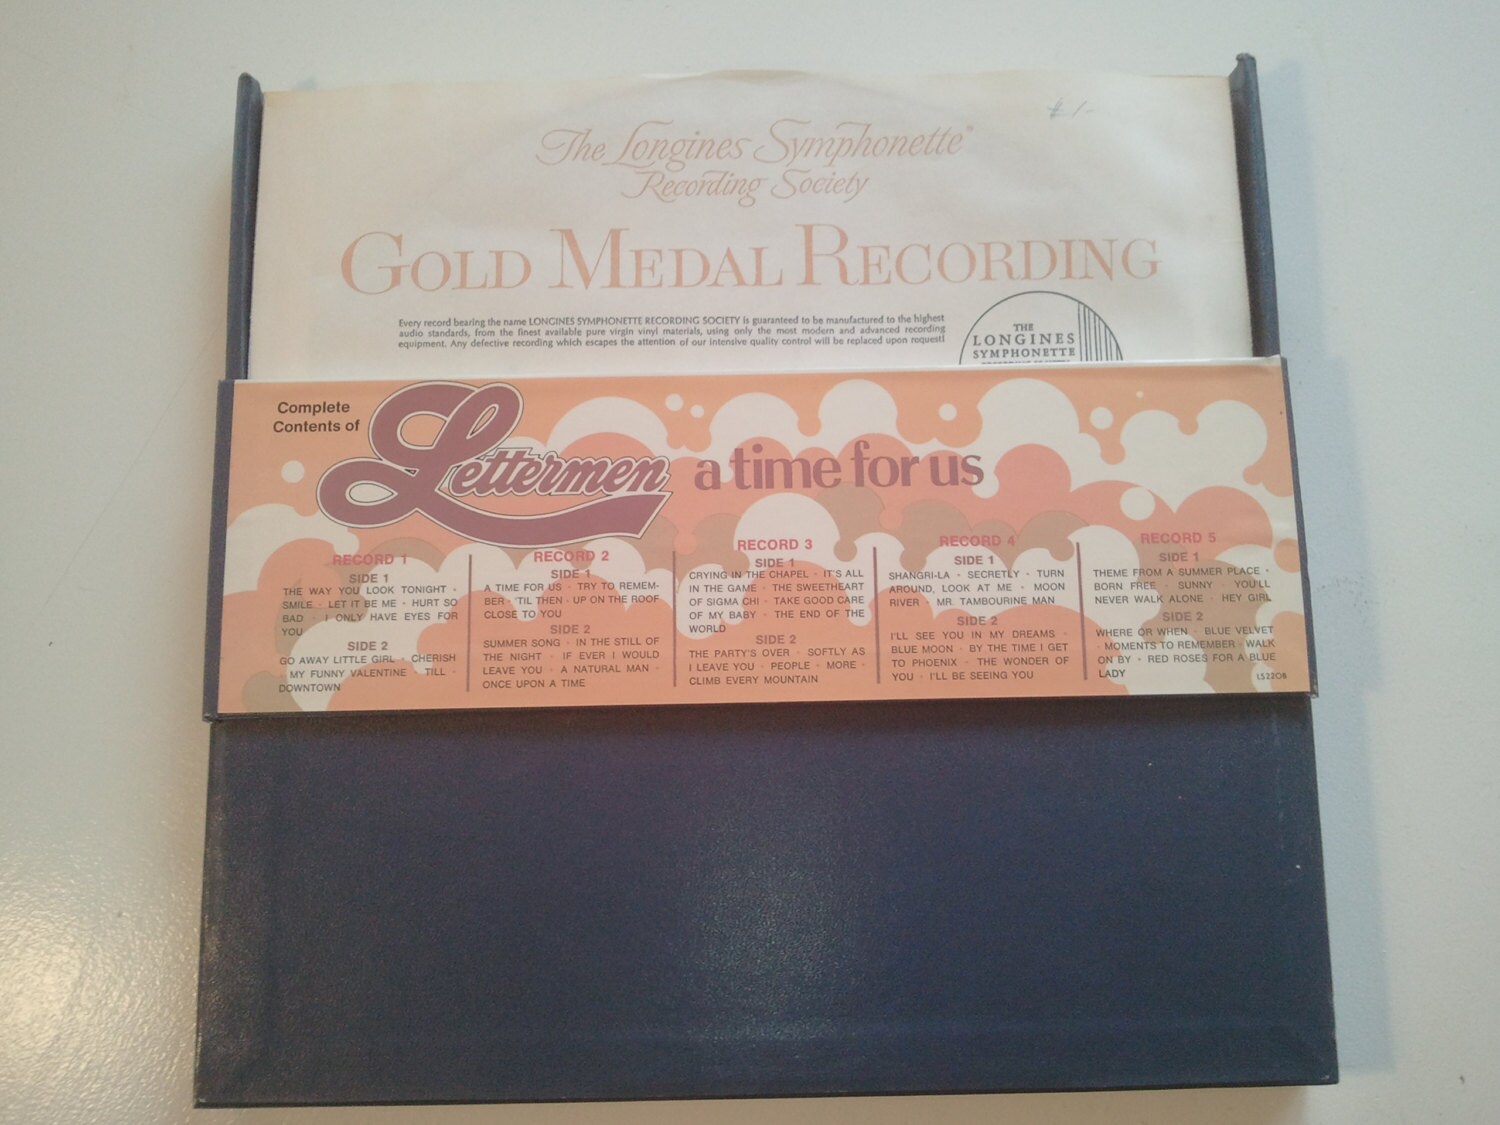 The Longines Symphonette®
Recording Society
GOLD MEDAL RECORDING
Every record bearing the name LONGINES SYMPHONETTE RECORDING SOCIETY is guaranteed to be manufactured to the highest
audio standards, from the finest available pure virgin vinyl materials, using only the most modern and advanced recording
equipment. Any defective recording which escapes the attention of our intensive quality control will be replaced upon request!
THE
LONGINES
SYMPHONETTE
Complete
Contents of
Lettermen a time for us
RECORD 1
SIDE 1
THE WAY YOU LOOK TONIGHT ·
SMILE · LET IT BE ME · HURT SO
BAD · I ONLY HAVE EYES FOR
YOU
SIDE 2
GO AWAY LITTLE GIRL · CHERISH
· MY FUNNY VALENTINE · TILL ·
DOWNTOWN
RECORD 2
SIDE 1
A TIME FOR US · TRY TO REMEM-
BER · 'TIL THEN · UP ON THE ROOF
CLOSE TO YOU
SIDE 2
SUMMER SONG · IN THE STILL OF
THE NIGHT · IF EVER I WOULD
LEAVE YOU · A NATURAL MAN ·
ONCE UPON A TIME
RECORD 3
SIDE 1
CRYING IN THE CHAPEL · IT'S ALL
IN THE GAME · THE SWEETHEART
OF SIGMA CHI · TAKE GOOD CARE
OF MY BABY · THE END OF THE
WORLD
SIDE 2
THE PARTY'S OVER · SOFTLY AS
I LEAVE YOU · PEOPLE · MORE ·
CLIMB EVERY MOUNTAIN
RECORD 4
SIDE 1
SHANGRI-LA · SECRETLY · TURN
AROUND, LOOK AT ME · MOON
RIVER · MR. TAMBOURINE MAN
SIDE 2
I'LL SEE YOU IN MY DREAMS ·
BLUE MOON · BY THE TIME I GET
TO PHOENIX · THE WONDER OF
YOU · I'LL BE SEEING YOU
RECORD 5
SIDE 1
THEME FROM A SUMMER PLACE ·
BORN FREE · SUNNY · YOU'LL
NEVER WALK ALONE · HEY GIRL
SIDE 2
WHERE OR WHEN · BLUE VELVET
· MOMENTS TO REMEMBER · WALK
ON BY · RED ROSES FOR A BLUE
LADY
LS220B